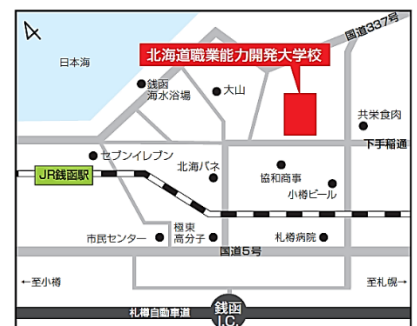 国道337号
北海道職業能力開発大学校
日本海
銭函
海水浴場
大山
共栄食肉
下手稲通
セブンイレブン
JR銭函駅
北海バネ
協和商事
小樽ビール
市民センター
極東
高分子
札樽病院
国道5号
←至小樽
至札幌→
札樽自動車道
銭函
I.C.